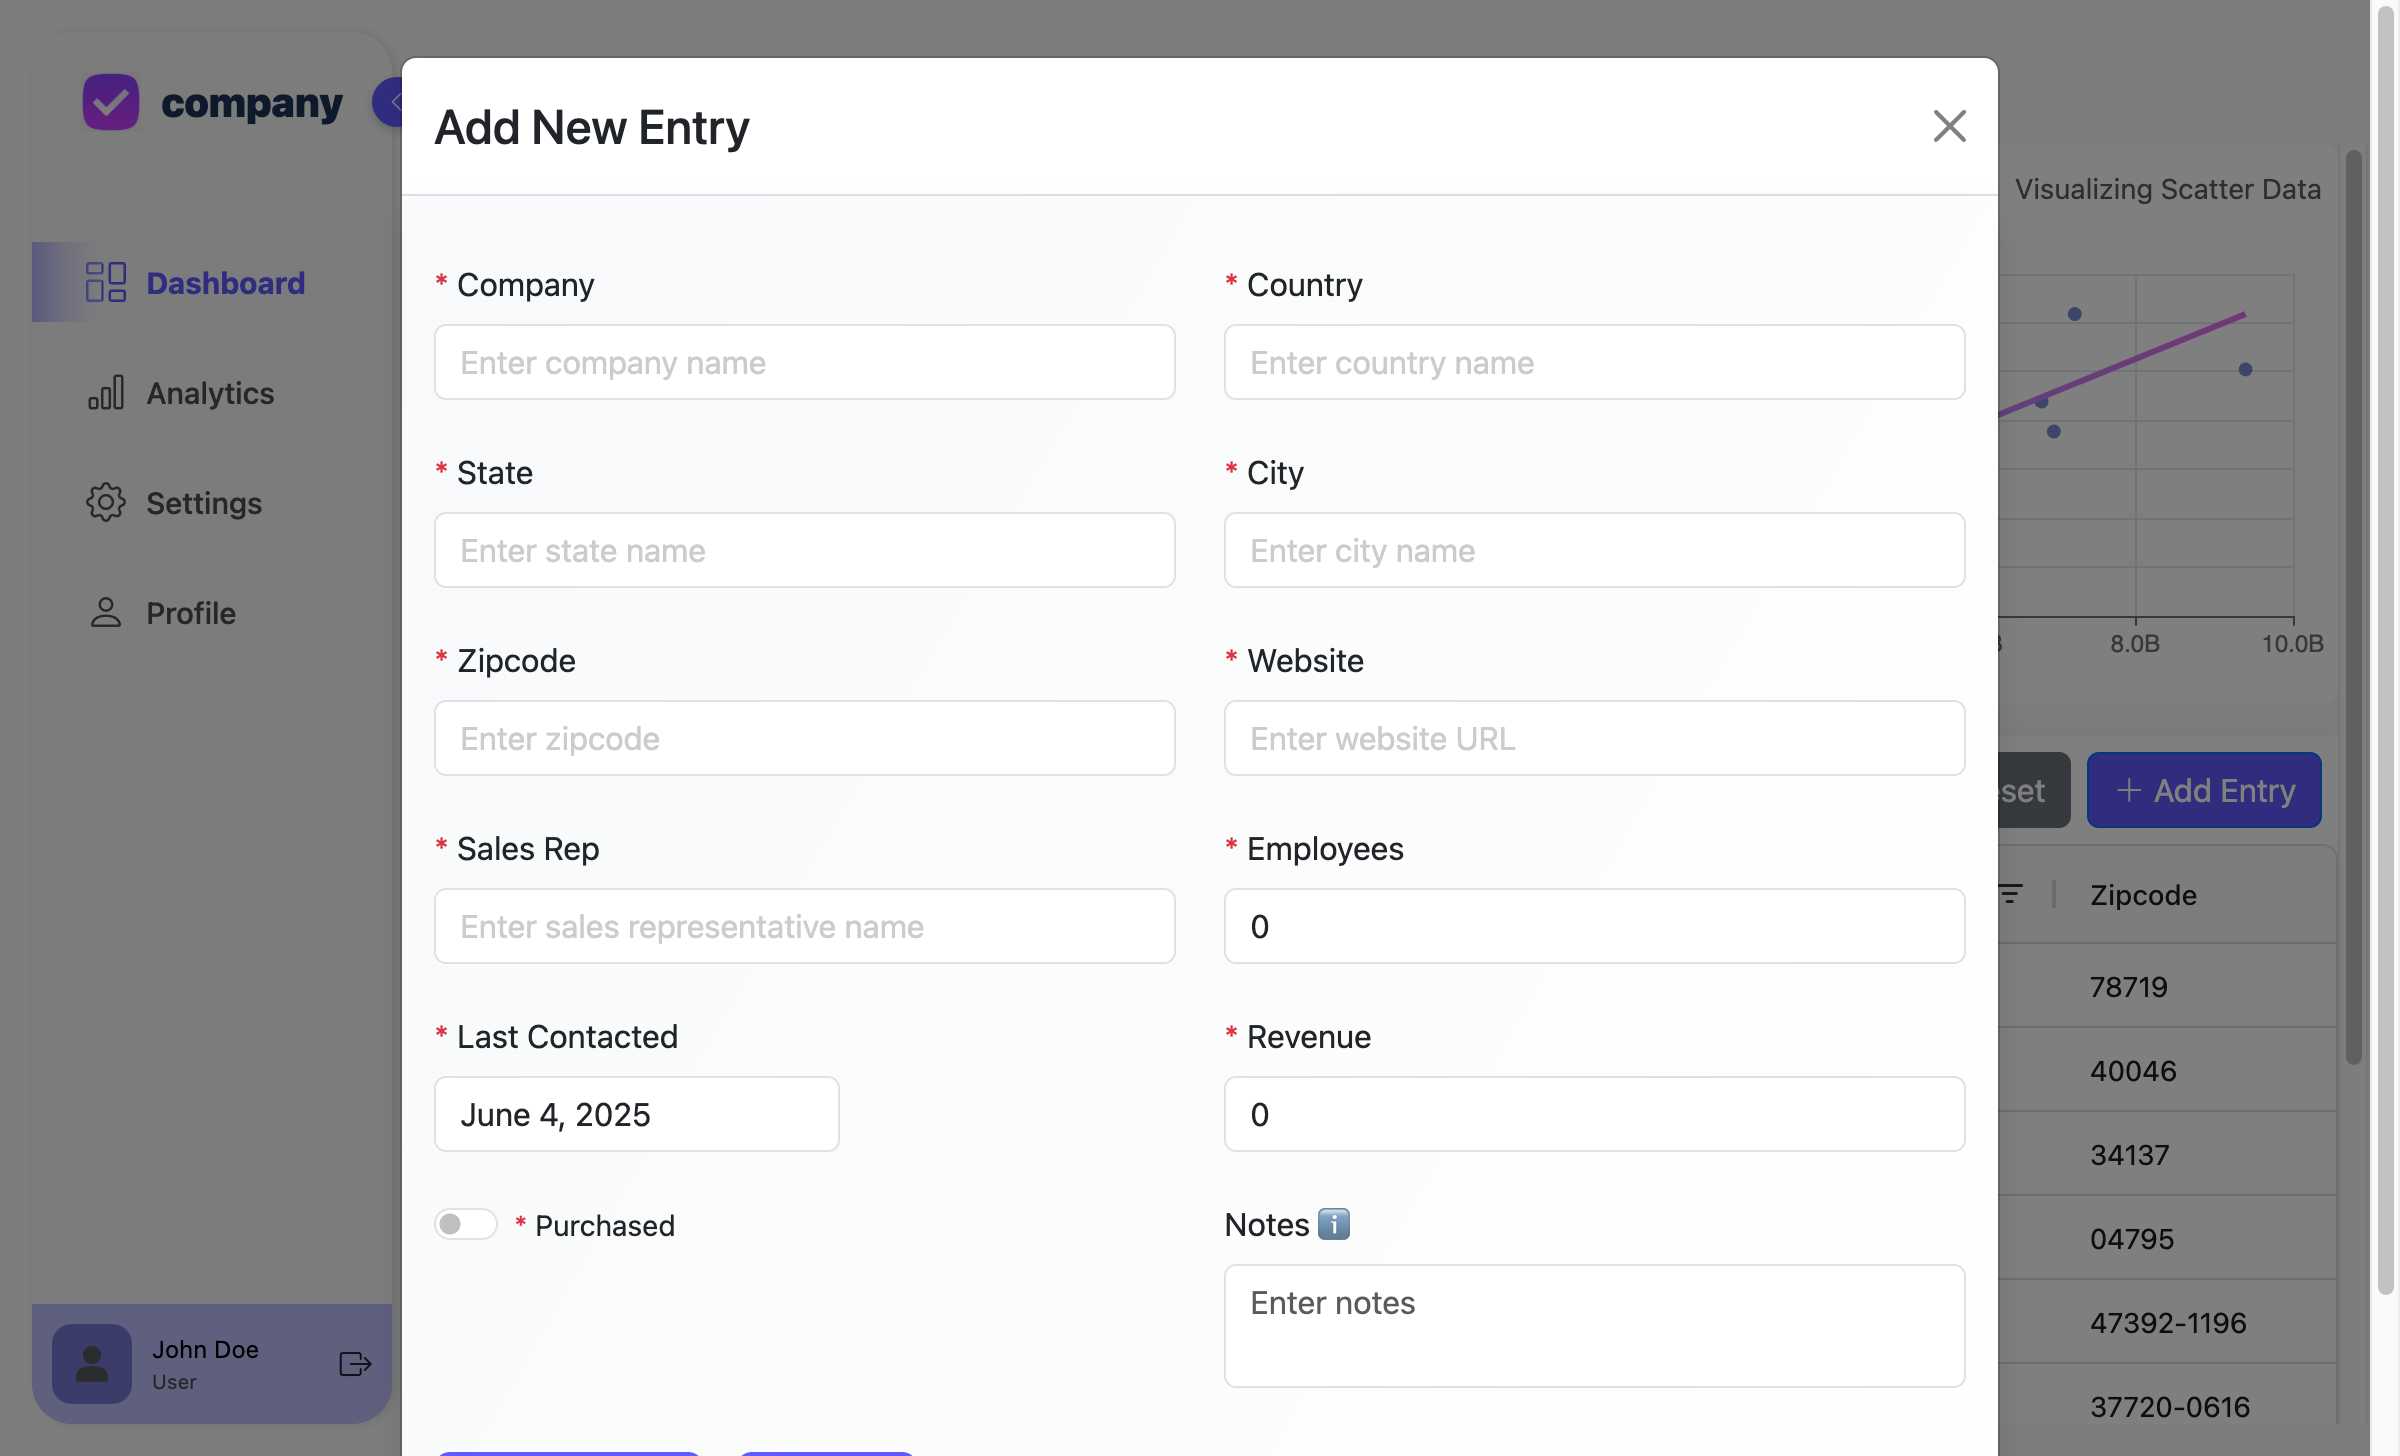 company
Dashboard
Analytics
Settings
Profile
John Doe
User
Add New Entry
* Company
Enter company name
* Country
Enter country name
* State
Enter state name
* City
Enter city name
* Zipcode
Enter zipcode
* Website
Enter website URL
* Sales Rep
Enter sales representative name
* Employees
0
* Last Contacted
June 4, 2025
* Revenue
0
* Purchased
Notes ℹ️
Enter notes
Visualizing Scatter Data
8.0B
10.0B
+ Add Entry
Zipcode
78719
40046
34137
04795
47392-1196
37720-0616